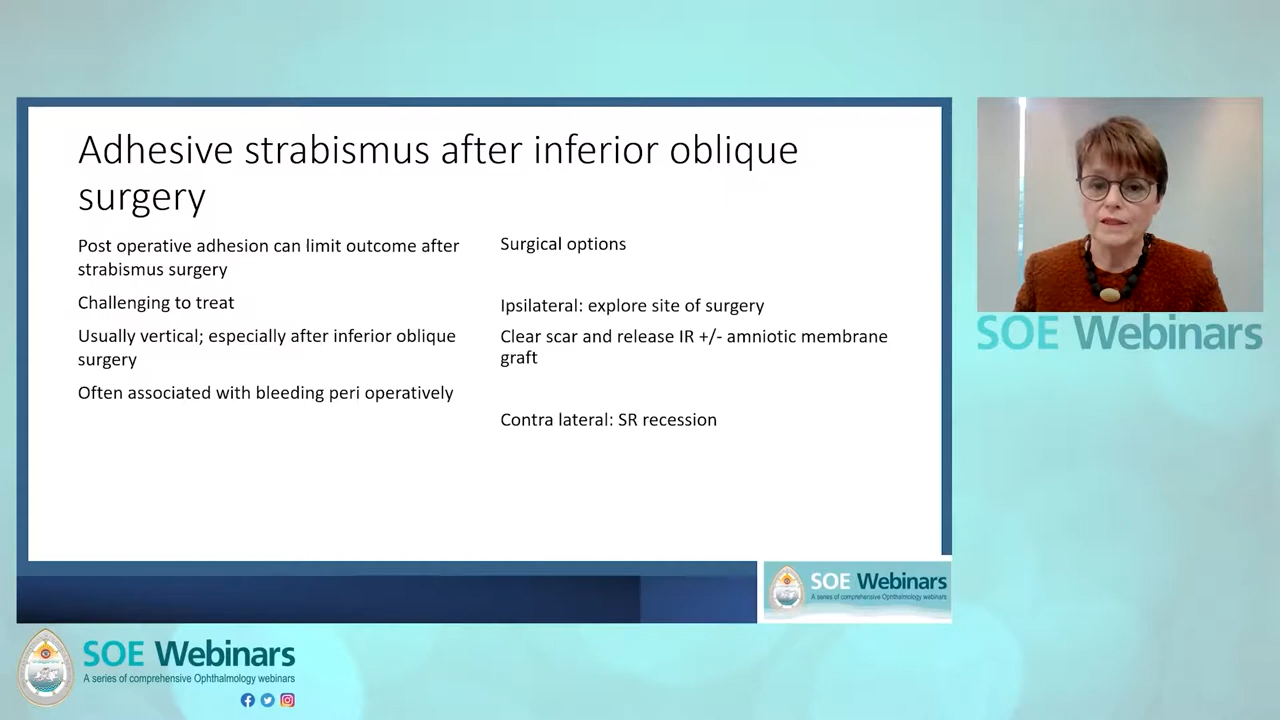 Adhesive strabismus after inferior oblique
surgery
Post operative adhesion can limit outcome after
strabismus surgery
Challenging to treat
Usually vertical; especially after inferior oblique
surgery
Often associated with bleeding peri operatively
Surgical options
Ipsilateral: explore site of surgery
Clear scar and release IR +/- amniotic membrane
graft
Contra lateral: SR recession
SOE Webinars
SOE Webinars
A series of comprehensive Ophthalmology webinars
SOE Webinars
A series of comprehensive Ophthalmology webinars